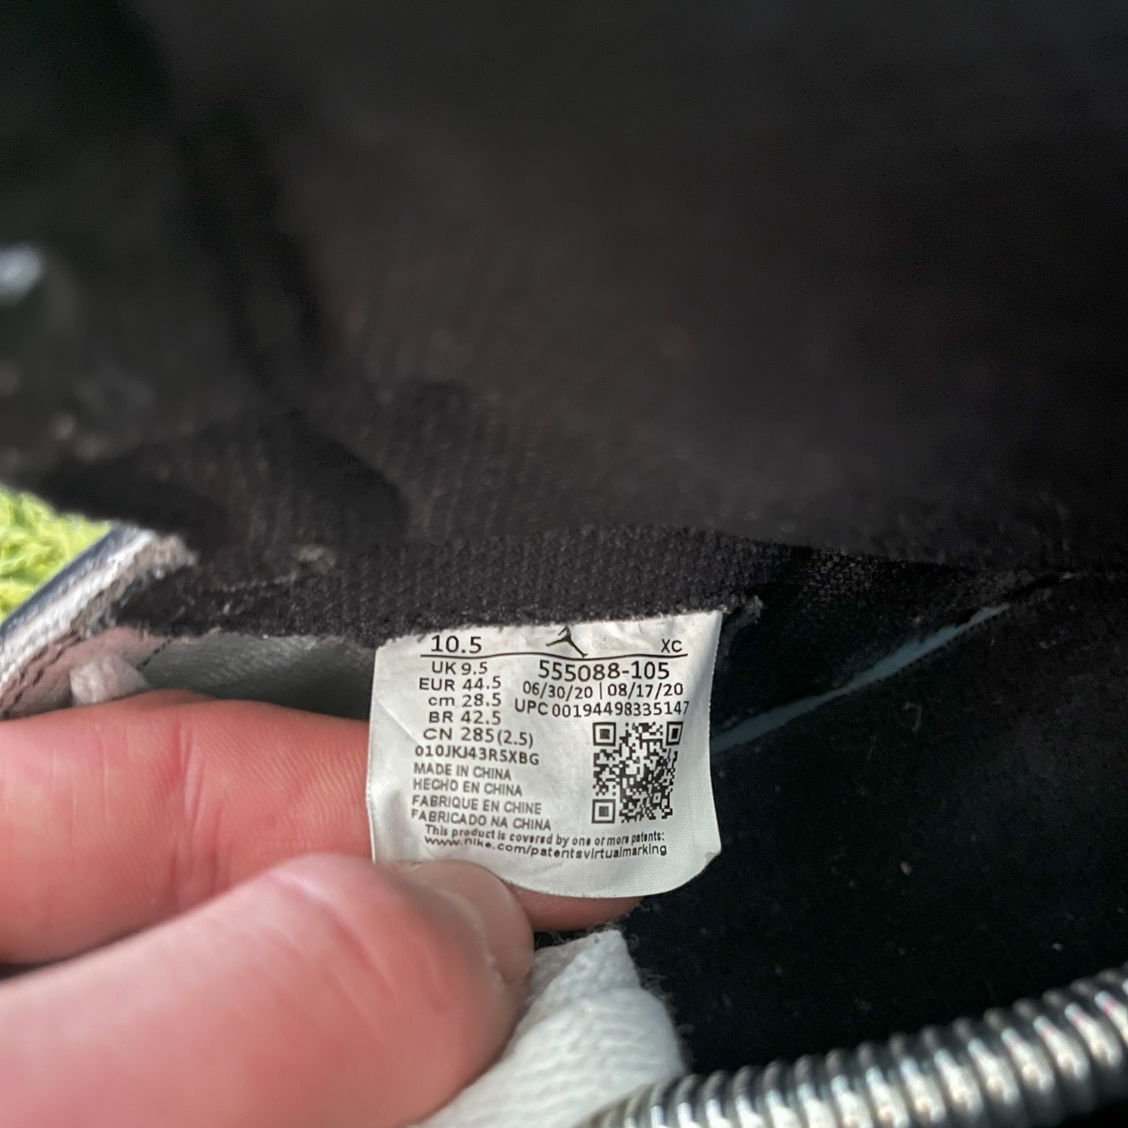 10.5 XC
UK 9.5 555088-105
EUR 44.5 06/30/20 | 08/17/20
cm 28.5 UPC 00194498335147
BR 42.5
CN 285(2.5)
010JKJ43R5XBG
MADE IN CHINA
HECHO EN CHINA
FABRIQUE EN CHINE
FABRICADO NA CHINA
This product is covered by one or more patents:
www.nike.com/patentsvirtualmarking